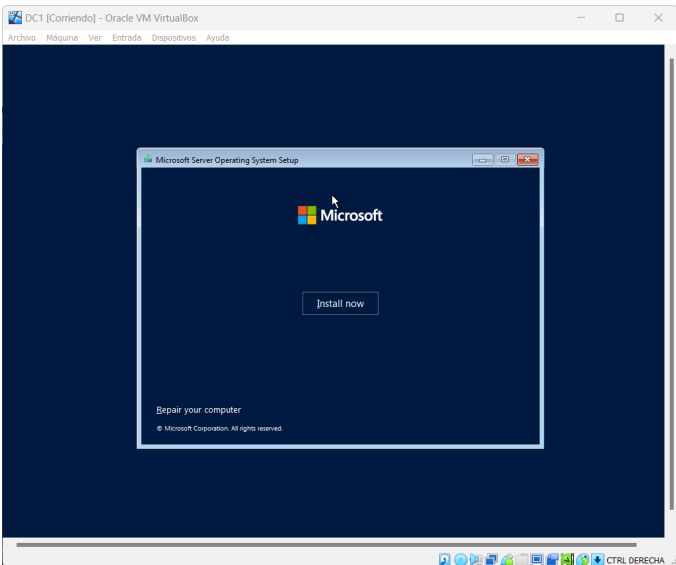 DC1 [Corriendo] - Oracle VM VirtualBox
Archivo Máquina Ver Entrada Dispositivos Ayuda
Microsoft Server Operating System Setup
Microsoft
Install now
Repair your computer
© Microsoft Corporation. All rights reserved.
CTRL DERECHA